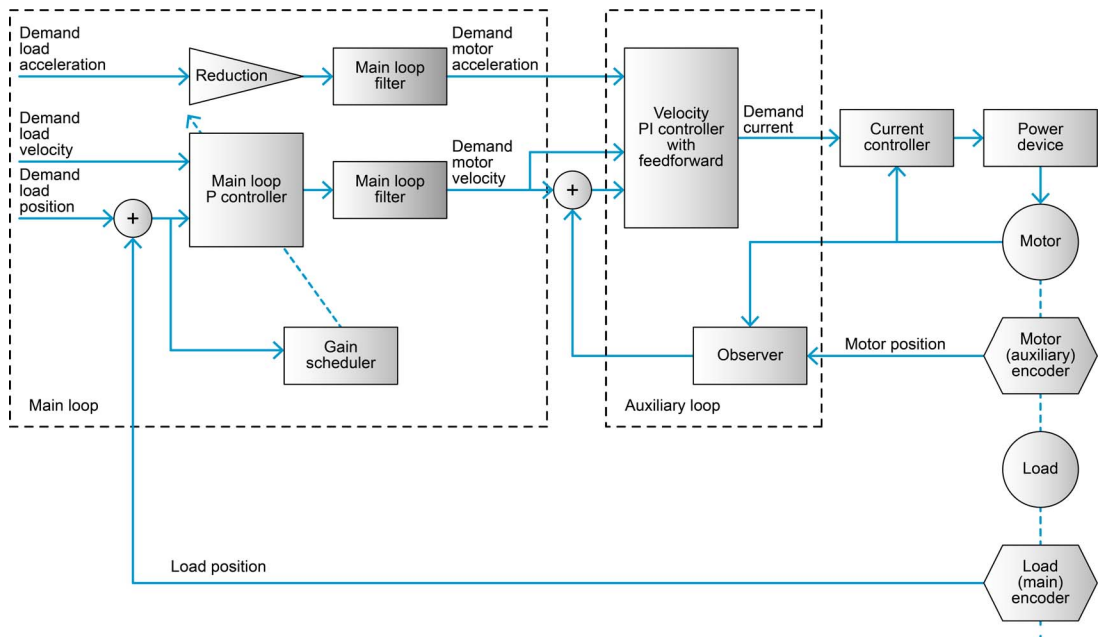 Demand
load
acceleration
Reduction
Main loop
filter
Demand
motor
acceleration
Demand
load
velocity
Demand
load
position
+
Main loop
P controller
Main loop
filter
Demand
motor
velocity
Gain
scheduler
Main loop
+
Velocity
PI controller
with
feedforward
Demand
current
Observer
Auxiliary loop
Current
controller
Power
device
Motor
Motor position
Motor
(auxiliary)
encoder
Load
Load position
Load
(main)
encoder